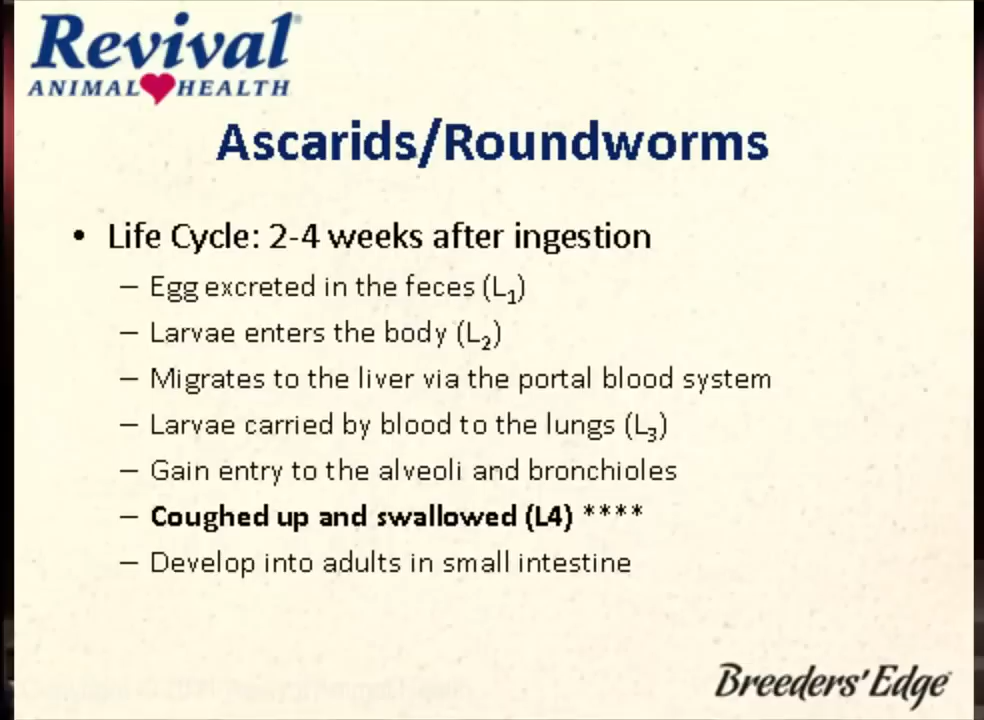 Revival®
ANIMAL HEALTH
Ascarids/Roundworms
• Life Cycle: 2-4 weeks after ingestion
– Egg excreted in the feces (L₁)
– Larvae enters the body (L₂)
– Migrates to the liver via the portal blood system
– Larvae carried by blood to the lungs (L₃)
– Gain entry to the alveoli and bronchioles
– Coughed up and swallowed (L4) ****
– Develop into adults in small intestine
Breeders' Edge